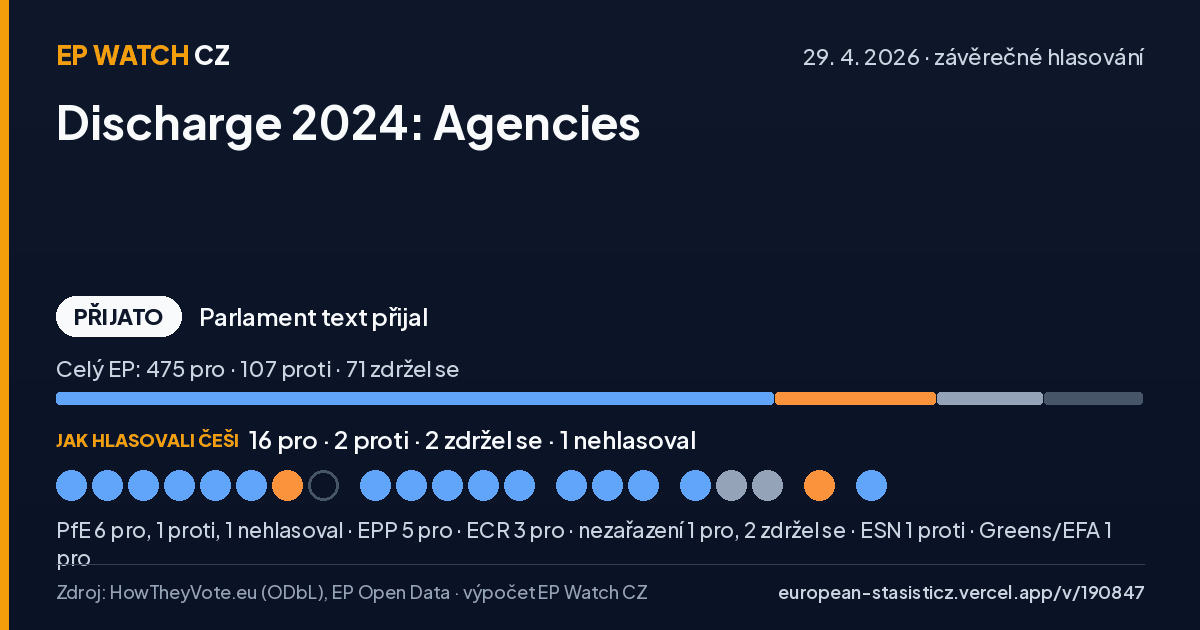 EP WATCH CZ
29. 4. 2026 · závěrečné hlasování
Discharge 2024: Agencies
PŘIJATO Parlament text přijal
Celý EP: 475 pro · 107 proti · 71 zdržel se
JAK HLASOVALI ČEŠI 16 pro · 2 proti · 2 zdržel se · 1 nehlasoval
PfE 6 pro, 1 proti, 1 nehlasoval · EPP 5 pro · ECR 3 pro · nezařazení 1 pro, 2 zdržel se · ESN 1 proti · Greens/EFA 1
pro
Zdroj: HowTheyVote.eu (ODbL), EP Open Data · výpočet EP Watch CZ
european-stasisticz.vercel.app/v/190847